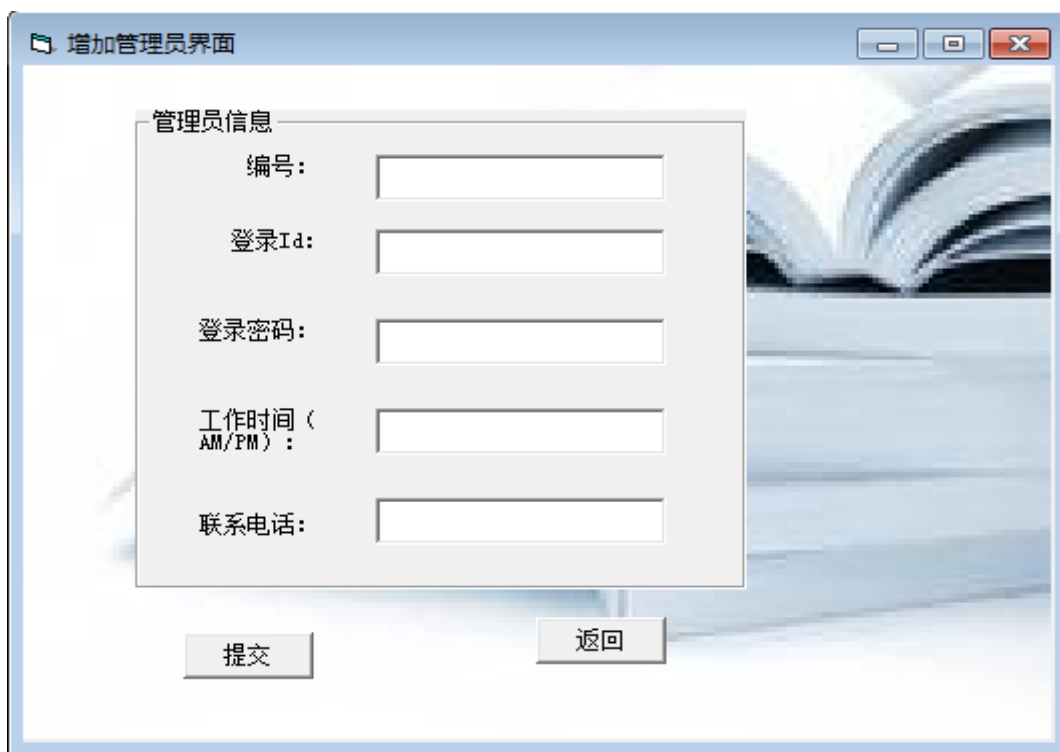 增加管理员界面
管理员信息
编号：
登录Id：
登录密码：
工作时间（
AM/PM）：
联系电话：
提交
返回